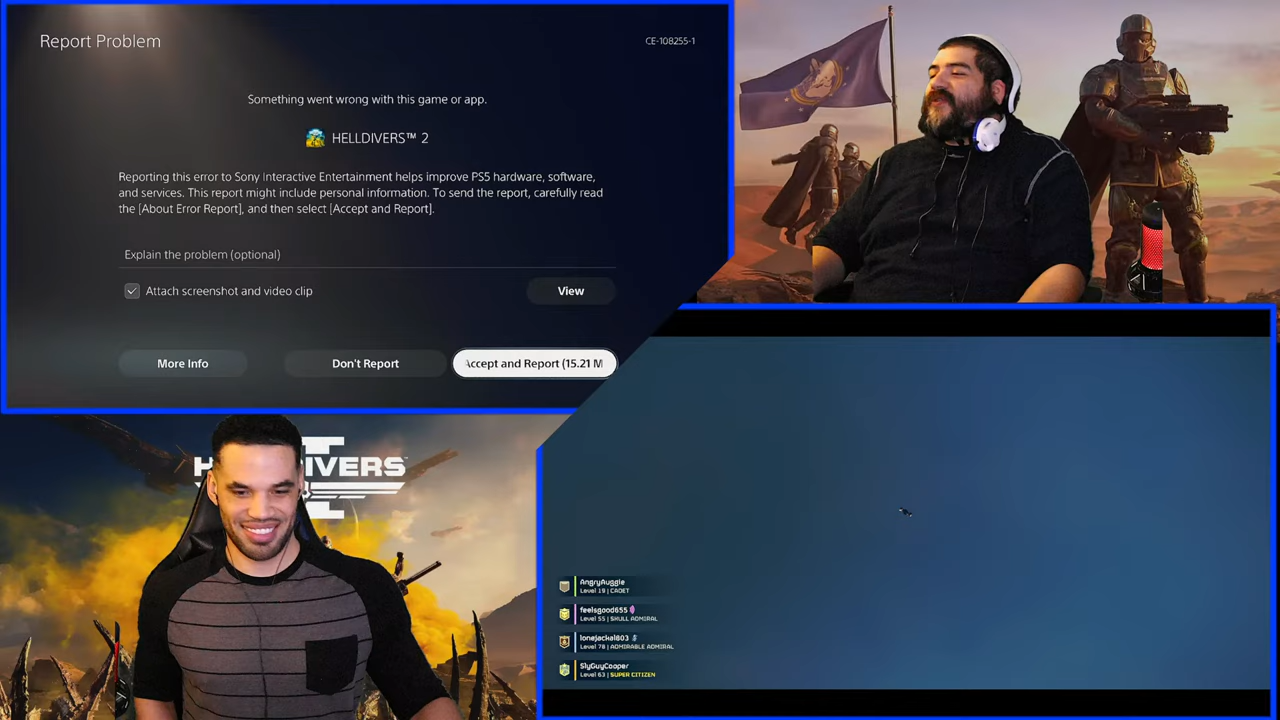 Report Problem
CE-108255-1
Something went wrong with this game or app.
HELLDIVERS™ 2
Reporting this error to Sony Interactive Entertainment helps improve PS5 hardware, software,
and services. This report might include personal information. To send the report, carefully read
the [About Error Report], and then select [Accept and Report].
Explain the problem (optional)
Attach screenshot and video clip
View
More Info
Don't Report
Accept and Report (15.21 M
H DIVERS
AngryAuggie
Level 19 | CADET
feelsgood655
Level 55 | SKULL ADMIRAL
lonejackal803
Level 78 | ADMIRABLE ADMIRAL
SlyGuyCooper
Level 63 | SUPER CITIZEN